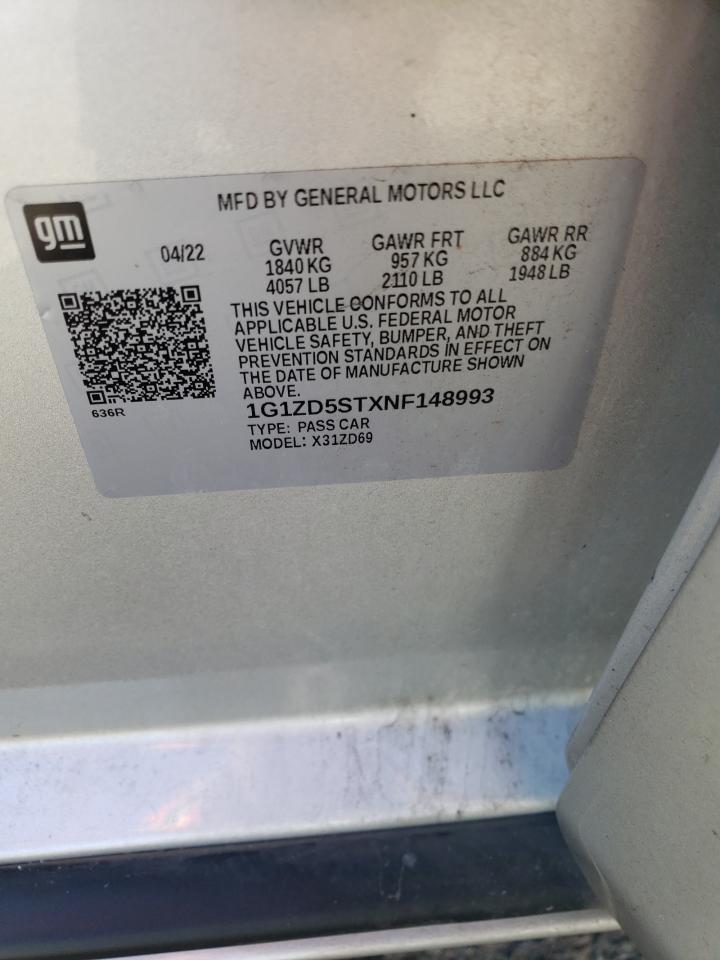 MFD BY GENERAL MOTORS LLC
gm
04/22
GVWR
1840 KG
4057 LB
GAWR FRT
957 KG
2110 LB
GAWR RR
884 KG
1948 LB
THIS VEHICLE CONFORMS TO ALL
APPLICABLE U.S. FEDERAL MOTOR
VEHICLE SAFETY, BUMPER, AND THEFT
PREVENTION STANDARDS IN EFFECT ON
THE DATE OF MANUFACTURE SHOWN
ABOVE.
636R
1G1ZD5STXNF148993
TYPE: PASS CAR
MODEL: X31ZD69